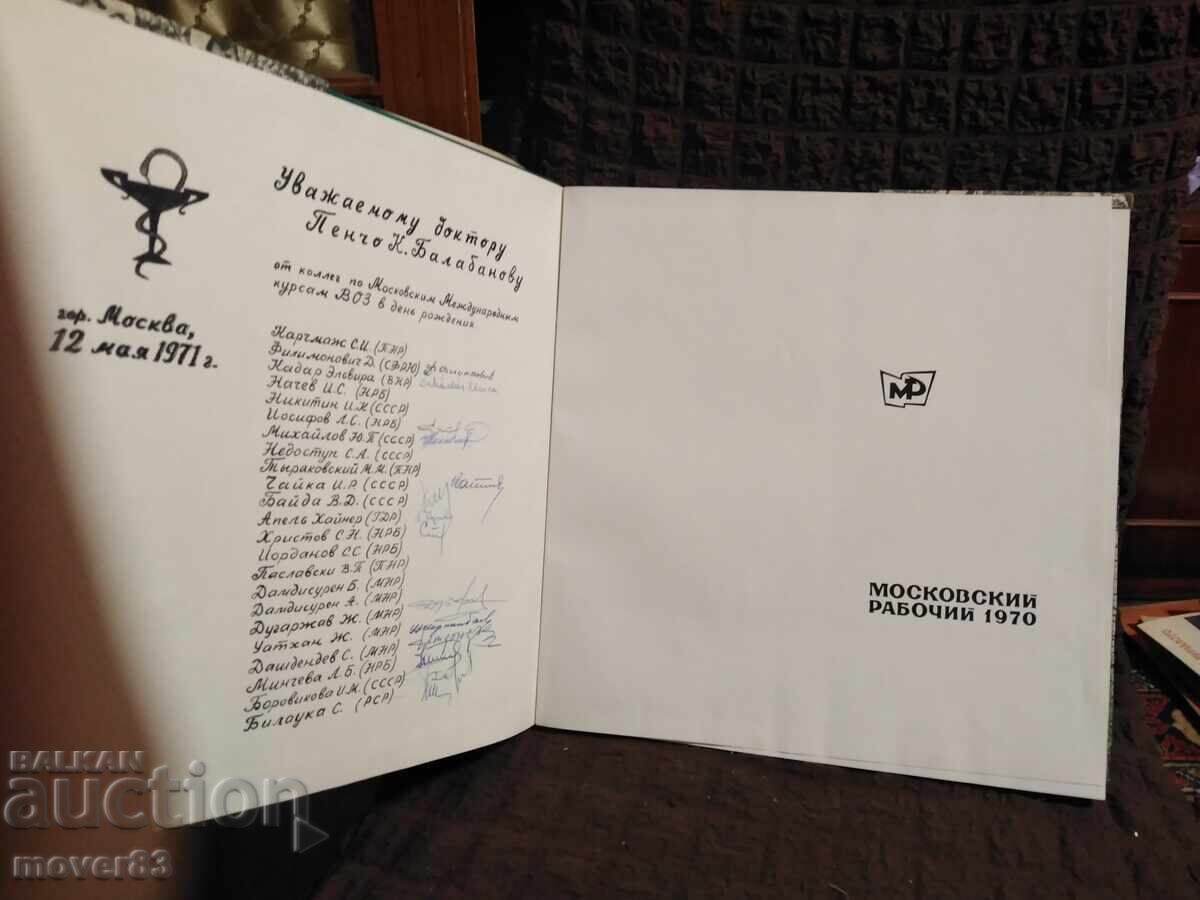 Уважаемому доктору
Пенчо К. Балабанову
от коллег по Московским Международным
курсам ВОЗ в день рождения
гор. Москва,
12 мая 1971 г.
Карчмаж С.И. (ПНР)
Филимонович Д. (СФРЮ)
Кадар Эльвира (ВНР)
Начев И.С. (НРБ)
Никитин И.Н (СССР)
Иосифов Л.С. (НРБ)
Михайлов Ю.П (СССР)
Недоступ С.А. (СССР)
Тыраковский М.М. (ПНР)
Чайка И.Р. (СССР)
Байда В.Д. (СССР)
Апель Хайнер (ГДР)
Христов С.Н. (НРБ)
Иорданов С.С. (НРБ)
Паславски В.П (ПНР)
Дамдисурен Б. (МНР)
Дамдисурен А. (МНР)
Дугаржав Ж. (МНР)
Уатхан Ж. (МНР)
Дашдендев С. (МНР)
Минчева Л.Б. (НРБ)
Боровикова И.М. (СССР)
Билаука С. (РСР)
МР
МОСКОВСКИЙ
РАБОЧИЙ 1970
BALKAN
auction
mover83